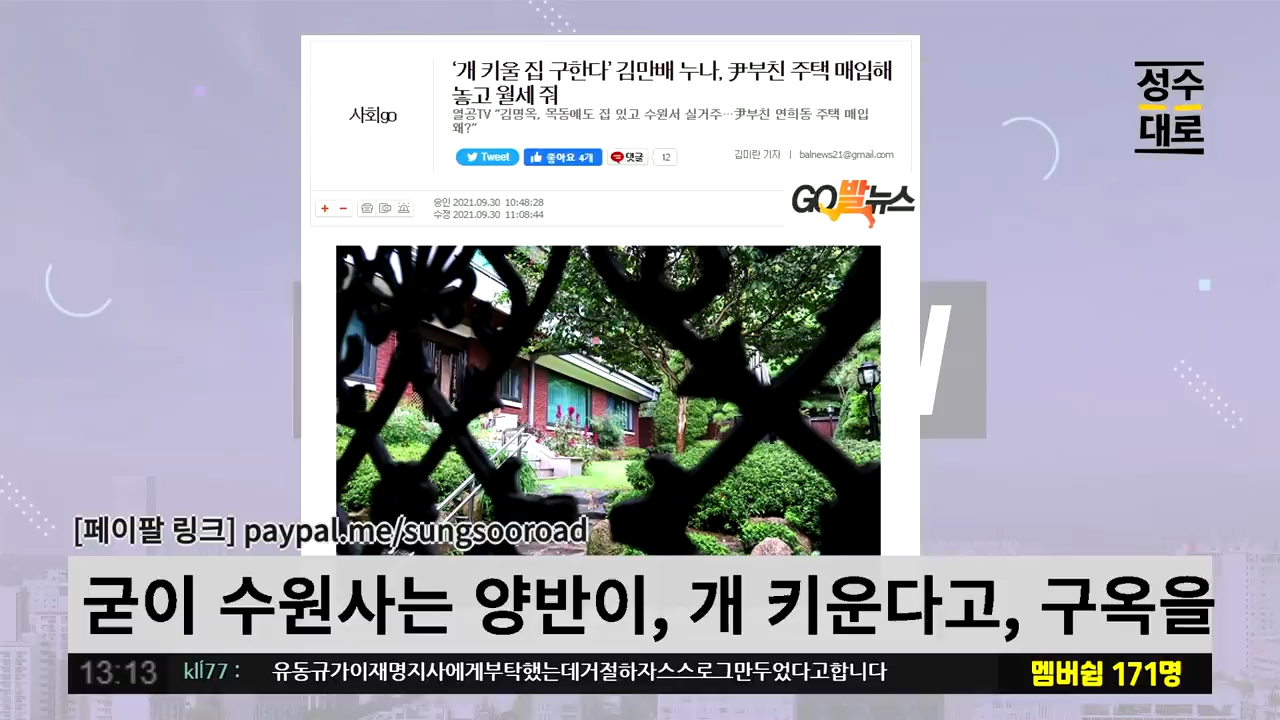 ‘개 키울 집 구한다’ 김만배 누나, 尹부친 주택 매입해
놓고 월세 줘
사회go
열공TV “김명옥, 목동에도 집 있고 수원서 실거주…尹부친 연희동 주택 매입
왜?”
Tweet
좋아요 4개
댓글
12
김미란 기자 | balnews21@gmail.com
승인 2021.09.30 10:48:28
수정 2021.09.30 11:08:44
GO발뉴스
성수
대로
W
[페이팔 링크] paypal.me/sungsooroad
굳이 수원사는 양반이, 개 키운다고, 구옥을
13:13
klí77 :
유동규가이재명지사에게부탁했는데거절하자스스로그만두었다고합니다
멤버쉽 171명